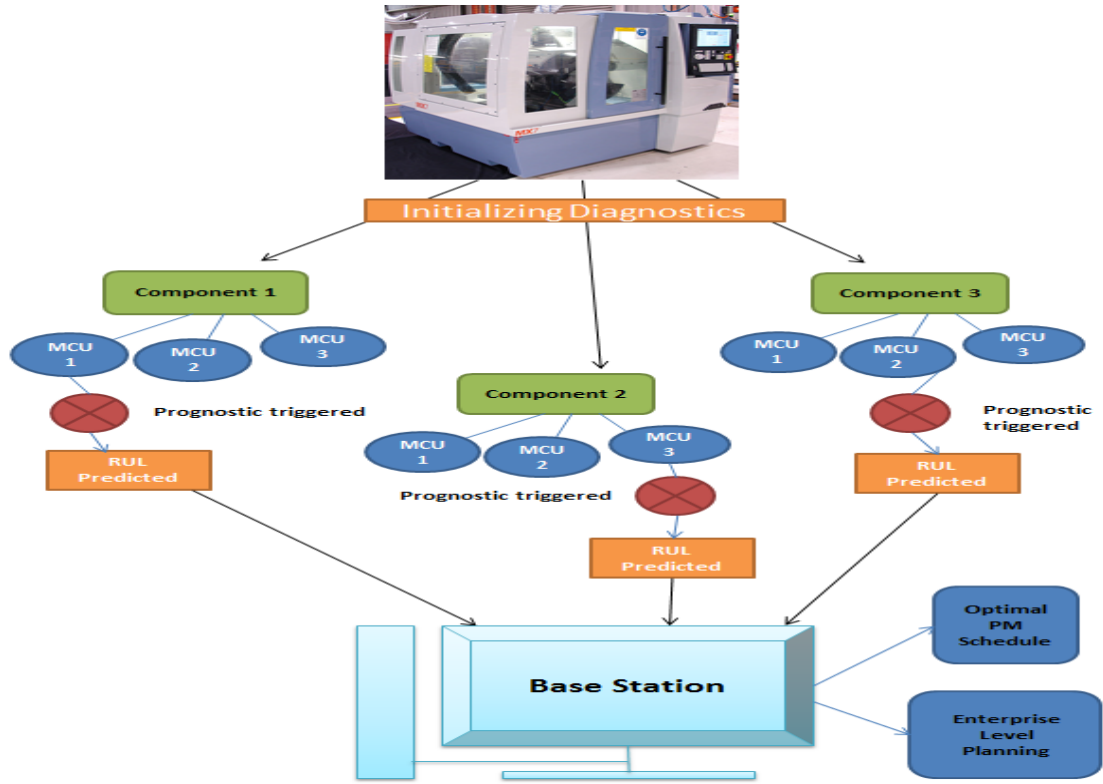 MX7
MX7
Initializing Diagnostics
Component 1
MCU
1
MCU
2
MCU
3
Prognostic triggered
RUL
Predicted
Component 2
MCU
1
MCU
2
MCU
3
Prognostic triggered
RUL
Predicted
Component 3
MCU
1
MCU
2
MCU
3
Prognostic
triggered
RUL
Predicted
Base Station
Optimal
PM
Schedule
Enterprise
Level
Planning